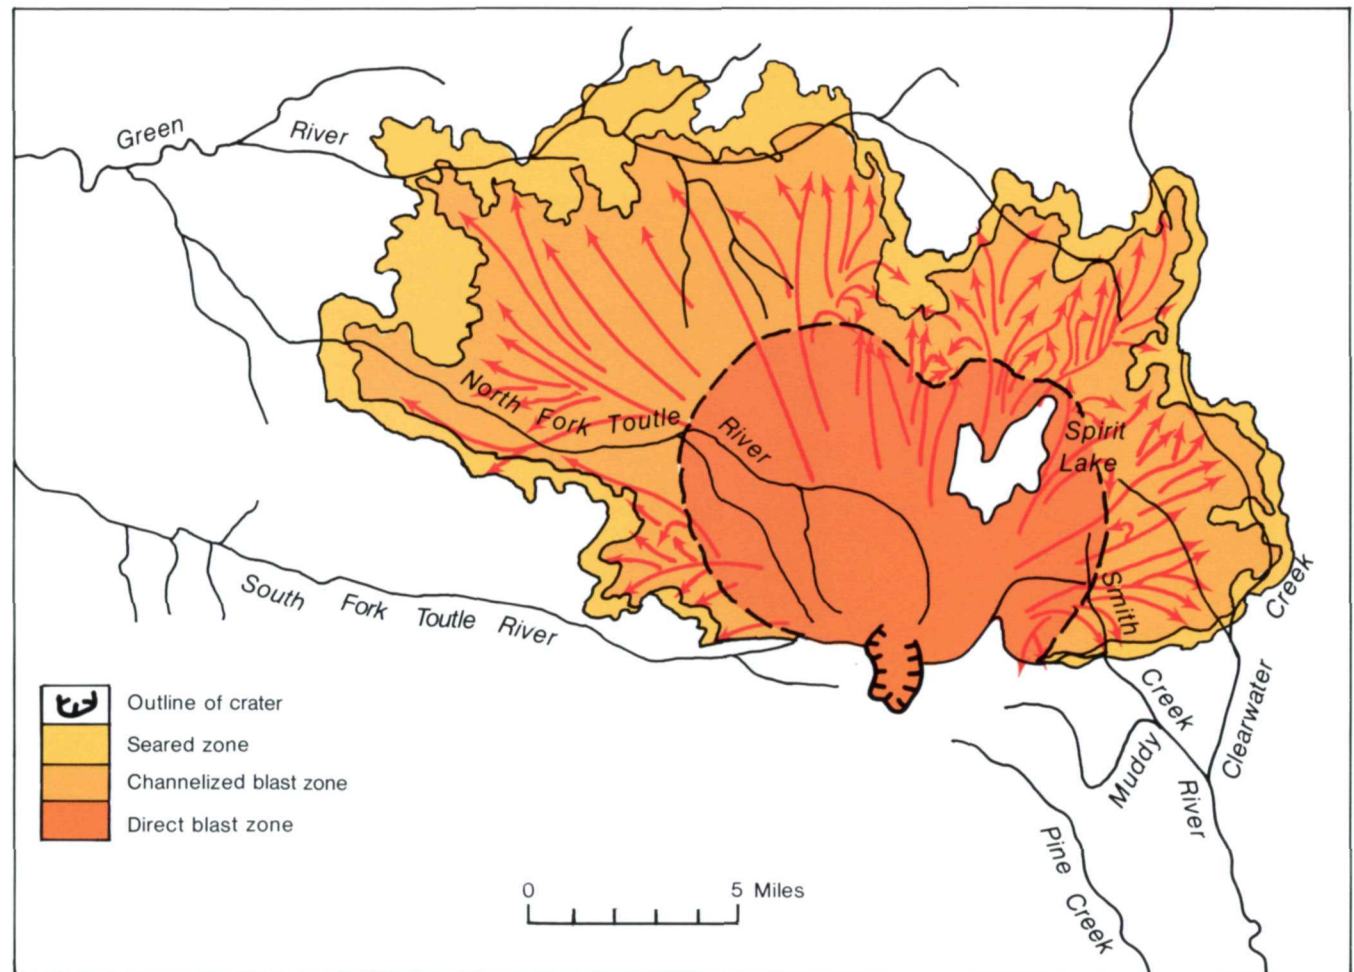 Green River
North Fork Toutle River
Spirit
Lake
South Fork Toutle River
Smith
Creek
Creek
Clearwater
Muddy
River
Pine Creek
Outline of crater
Seared zone
Channelized blast zone
Direct blast zone
0 5 Miles